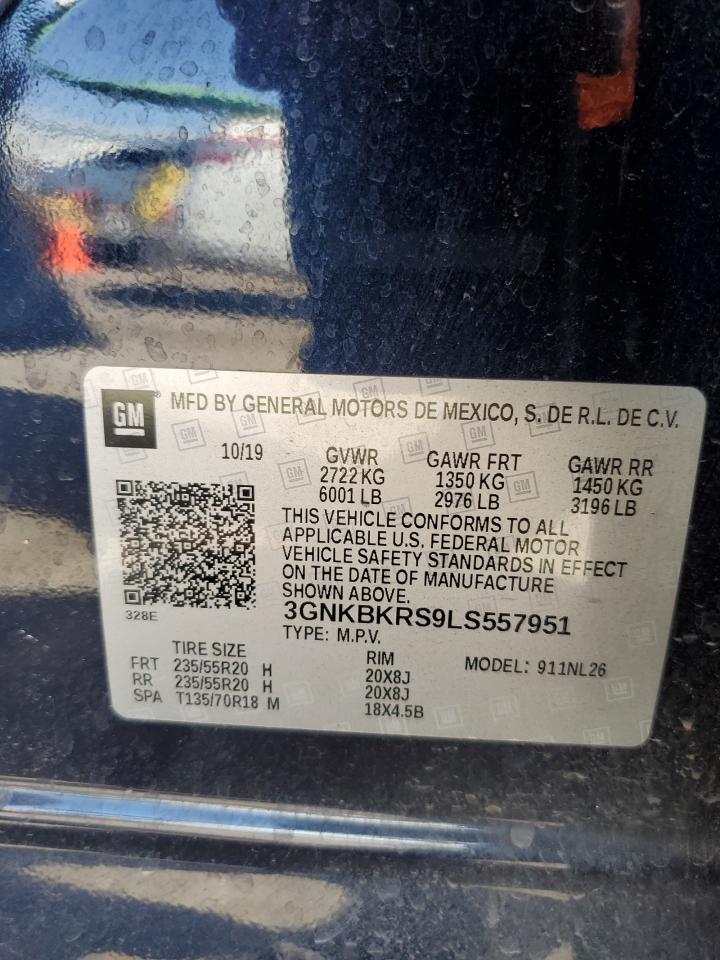 GM MFD BY GENERAL MOTORS DE MEXICO, S. DE R.L. DE C.V.
10/19 GVWR GAWR FRT GAWR RR
2722 KG 1350 KG 1450 KG
6001 LB 2976 LB 3196 LB
THIS VEHICLE CONFORMS TO ALL
APPLICABLE U.S. FEDERAL MOTOR
VEHICLE SAFETY STANDARDS IN EFFECT
ON THE DATE OF MANUFACTURE
SHOWN ABOVE.
328E 3GNKBKRS9LS557951
TYPE: M.P.V.
TIRE SIZE RIM MODEL: 911NL26
FRT 235/55R20 H 20X8J
RR 235/55R20 H 20X8J
SPA T135/70R18 M 18X4.5B